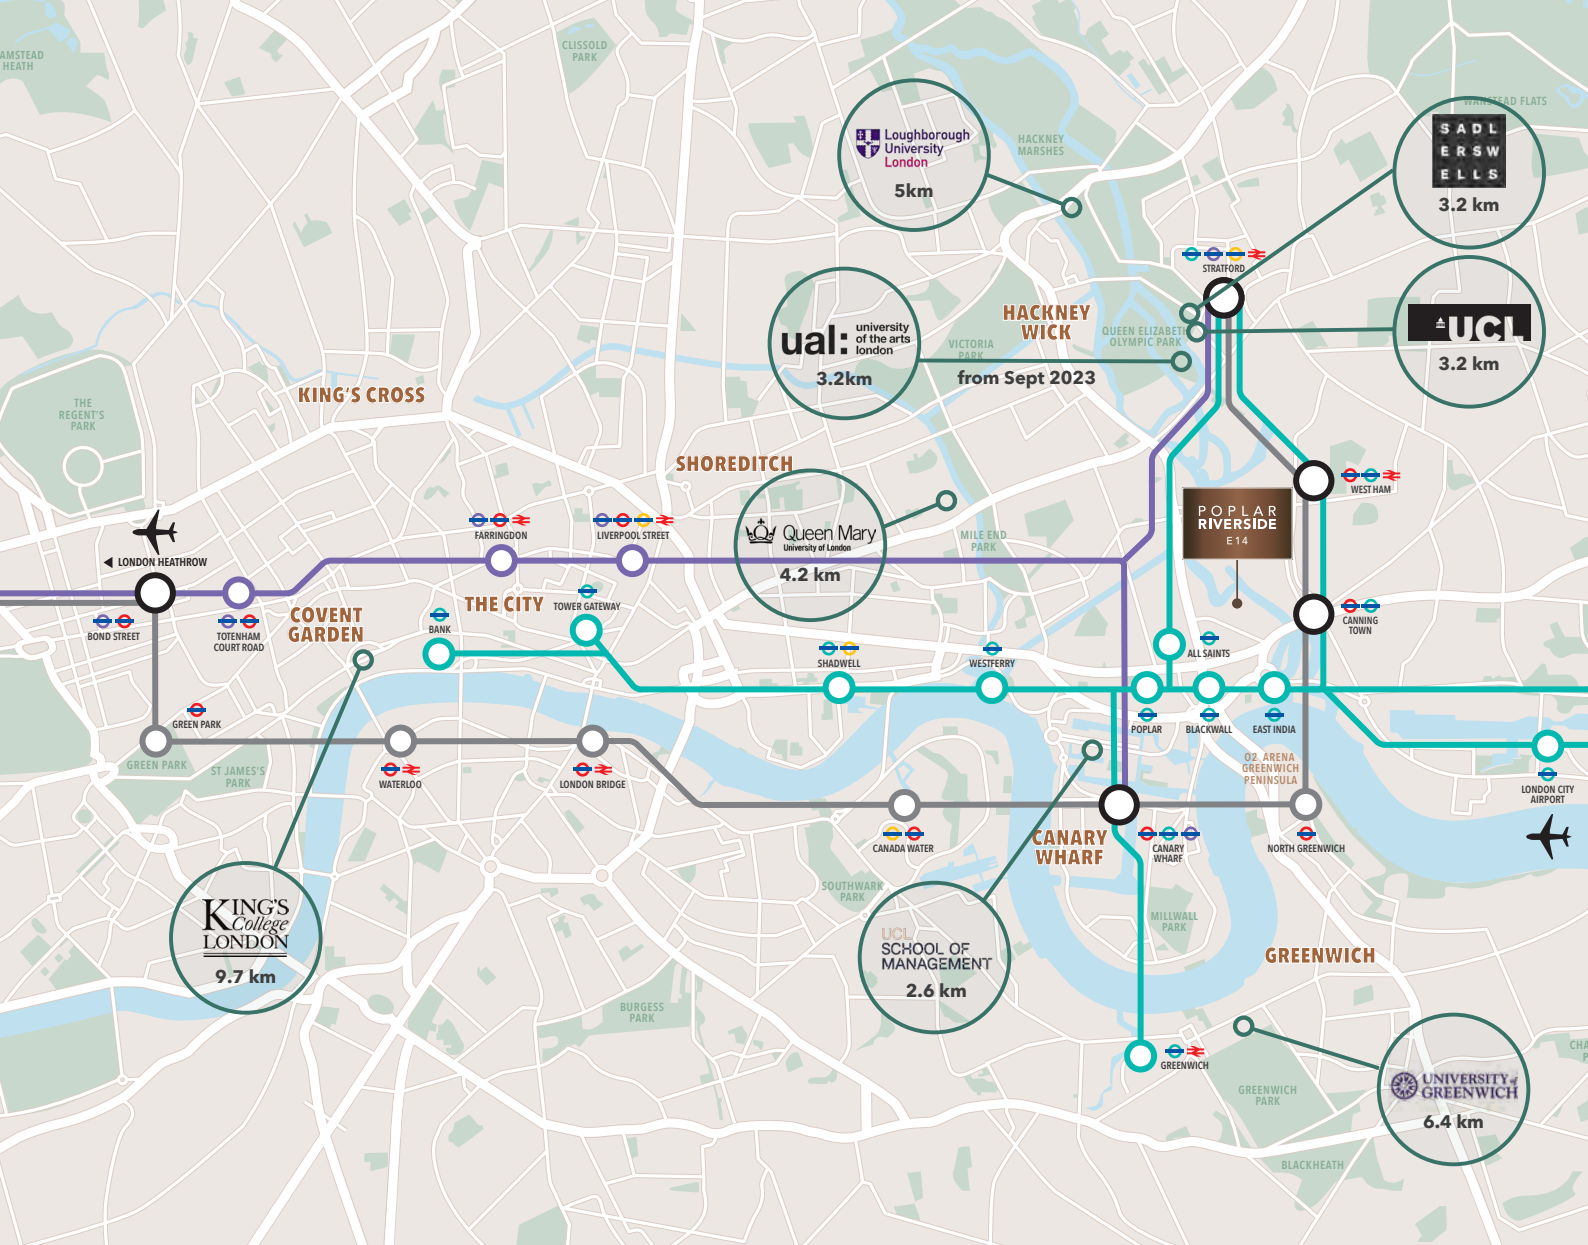 AMSTEAD
HEATH
CLISSOLD
PARK
HACKNEY
MARSHES
WANSTEAD FLATS
Loughborough
University
London
5km
SADL
ERSW
ELLS
3.2 km
STRATFORD
ual:
university
of the arts
london
3.2km
from Sept 2023
HACKNEY
WICK
VICTORIA
PARK
QUEEN ELIZABETH
OLYMPIC PARK
UCL
3.2 km
THE
REGENT'S
PARK
KING'S CROSS
SHOREDITCH
Queen Mary
University of London
4.2 km
MILE END
PARK
WEST HAM
POPLAR
RIVERSIDE
E14
LONDON HEATHROW
FARRINGDON
LIVERPOOL STREET
BOND STREET
TOTENHAM
COURT ROAD
COVENT
GARDEN
THE CITY
BANK
TOWER GATEWAY
SHADWELL
WESTFERRY
ALL SAINTS
CANNING
TOWN
POPLAR
BLACKWALL
EAST INDIA
GREEN PARK
GREEN PARK
ST JAMES'S
PARK
WATERLOO
LONDON BRIDGE
O2 ARENA
GREENWICH
PENINSULA
LONDON CITY
AIRPORT
CANADA WATER
CANARY
WHARF
CANARY
WHARF
NORTH GREENWICH
SOUTHWARK
PARK
MILLWALL
PARK
KING'S
College
LONDON
9.7 km
UCL
SCHOOL OF
MANAGEMENT
2.6 km
GREENWICH
BURGESS
PARK
GREENWICH
GREENWICH
PARK
UNIVERSITY of
GREENWICH
6.4 km
CHA
P
BLACKHEATH